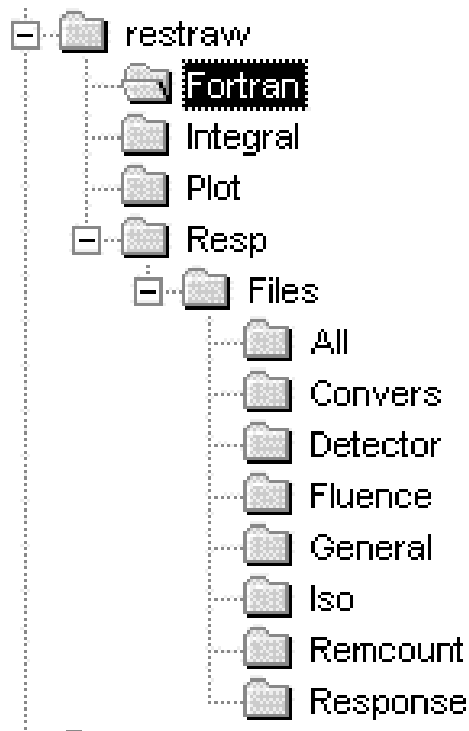 restraw
Fortran
Integral
Plot
Resp
Files
All
Convers
Detector
Fluence
General
Iso
Remcount
Response